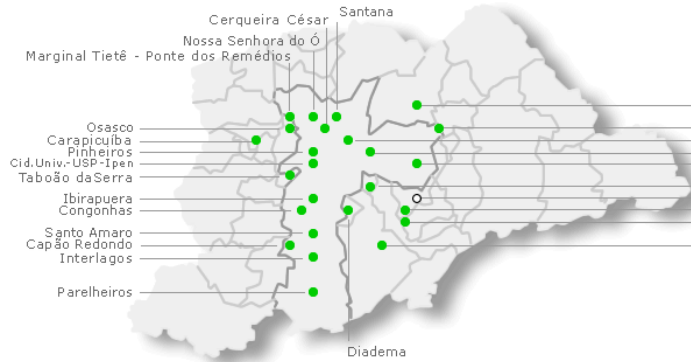 Santana
Cerqueira César
Nossa Senhora do Ó
Marginal Tietê - Ponte dos Remédios
Osasco
Carapicuíba
Pinheiros
Cid.Univ.-USP-Ipen
Taboão daSerra
Ibirapuera
Congonhas
Santo Amaro
Capão Redondo
Interlagos
Parelheiros
Diadema